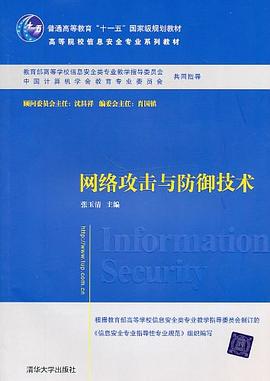 普通高等教育“十一五”国家级规划教材
高等院校信息安全专业系列教材
教育部高等学校信息安全类专业教学指导委员会
中国计算机学会教育专业委员会
共同指导
顾问委员会主任:沈昌祥 编委会主任:肖国镇
网络攻击与防御技术
张玉清 主编
http://www.tup.com.cn
Information
Security
根据教育部高等学校信息安全类专业教学指导委员会制订的
《信息安全专业指导性专业规范》组织编写
清华大学出版社